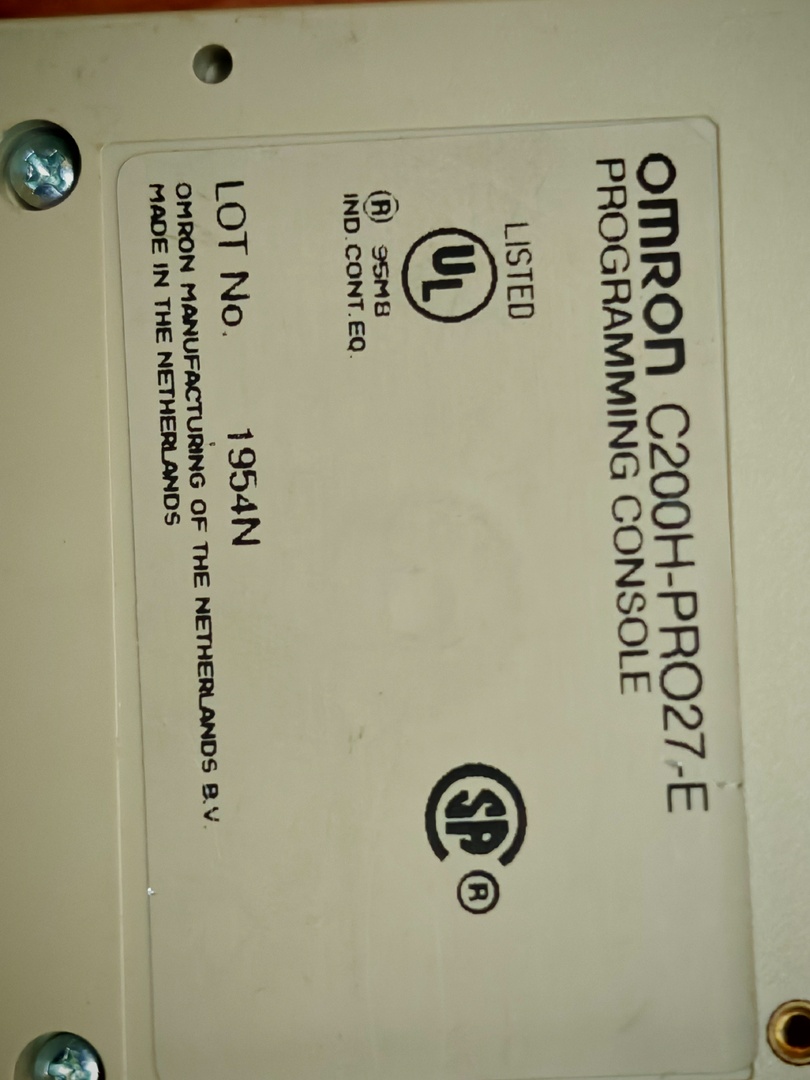 OMRON C200H-PRO27-E
PROGRAMMING CONSOLE
LISTED
UL
® 95M8
IND.CONT.EQ.
SP ®
LOT No. 1954N
OMRON MANUFACTURING OF THE NETHERLANDS B.V.
MADE IN THE NETHERLANDS